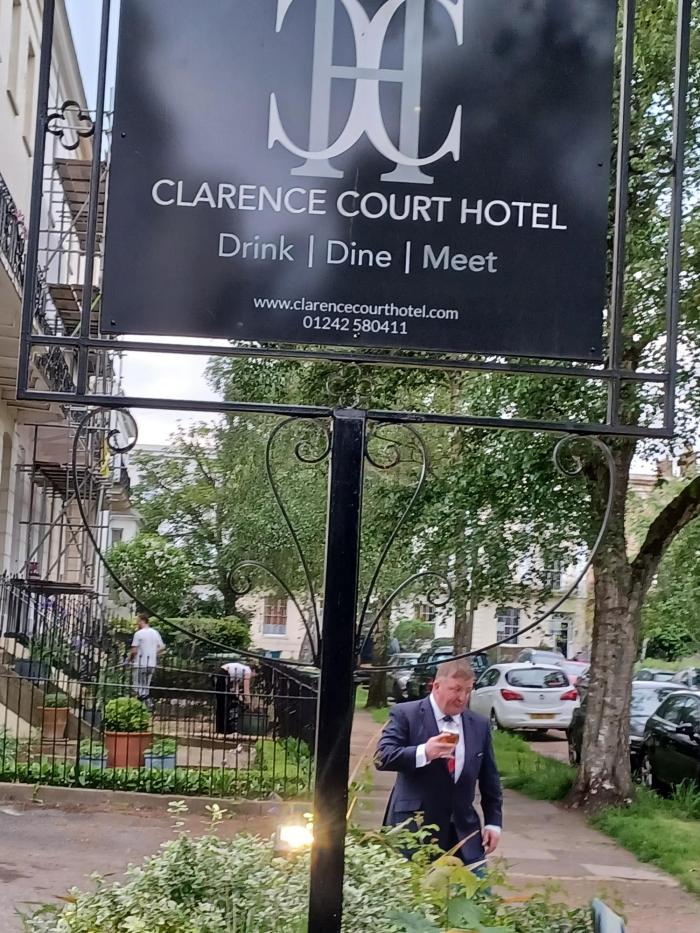 CLARENCE COURT HOTEL
Drink | Dine | Meet
www.clarencecourthotel.com
01242 580411